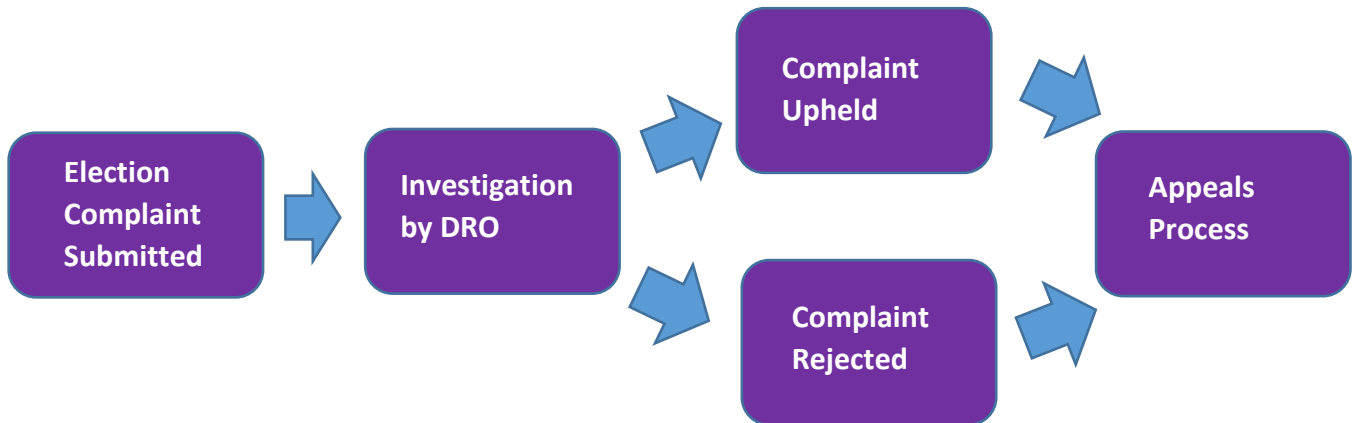 Election
Complaint
Submitted
Investigation
by DRO
Complaint
Upheld
Complaint
Rejected
Appeals
Process